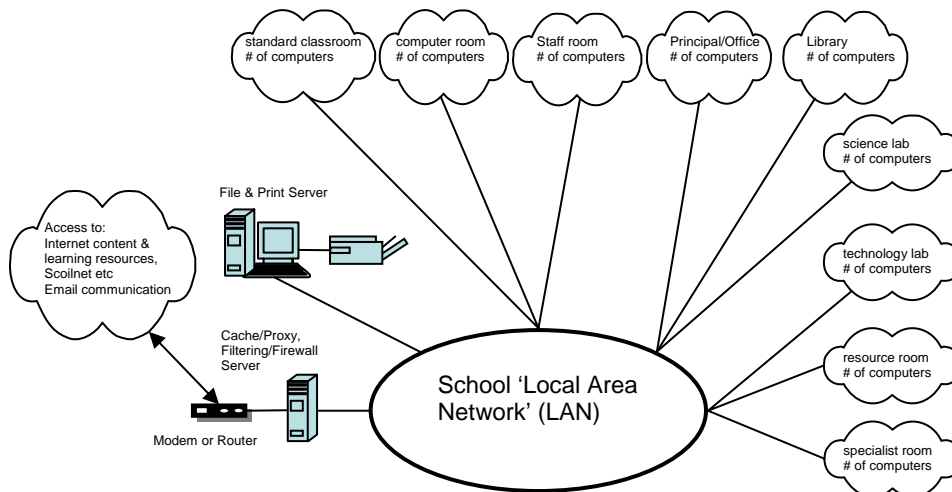 standard classroom
# of computers
computer room
# of computers
Staff room
# of computers
Principal/Office
# of computers
Library
# of computers
science lab
# of computers
technology lab
# of computers
resource room
# of computers
specialist room
# of computers
File & Print Server
Access to:
Internet content &
learning resources,
Scoilnet etc
Email communication
Cache/Proxy,
Filtering/Firewall
Server
Modem or Router
School ‘Local Area
Network’ (LAN)